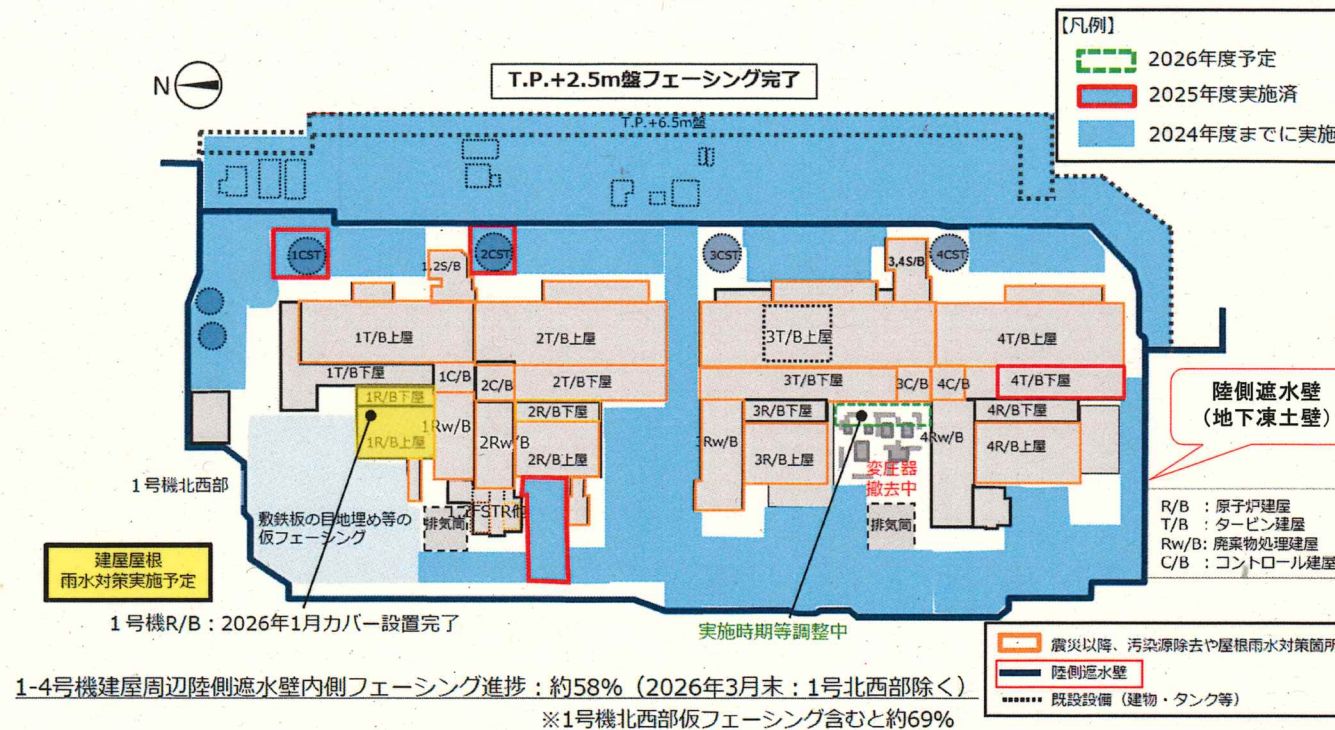 【凡例】
2026年度予定
2025年度実施済
2024年度までに実施
N
T.P.+2.5m盤フェーシング完了
T.P.+6.5m盤
1CST
1,2S/B
2CST
3CST
3,4S/B
4CST
1T/B上屋
2T/B上屋
3T/B上屋
4T/B上屋
1T/B下屋
1C/B
2C/B
2T/B下屋
3T/B下屋
3C/B
4C/B
4T/B下屋
陸側遮水壁
(地下凍土壁)
1R/B下屋
1R/B上屋
1Rw/B
2Rw/B
2R/B下屋
2R/B上屋
Rw/B
3R/B下屋
3R/B上屋
変圧器
撤去中
4Rw/B
4R/B下屋
4R/B上屋
1号機北西部
敷鉄板の目地埋め等の
仮フェーシング
排気筒
FSTR他
排気筒
R/B : 原子炉建屋
T/B : タービン建屋
Rw/B: 廃棄物処理建屋
C/B : コントロール建屋
建屋屋根
雨水対策実施予定
1号機R/B:2026年1月カバー設置完了
実施時期等調整中
震災以降、汚染源除去や屋根雨水対策箇所
陸側遮水壁
既設設備(建物・タンク等)
1-4号機建屋周辺陸側遮水壁内側フェーシング進捗:約58%(2026年3月末:1号北西部除く)
※1号機北西部仮フェーシング含むと約69%